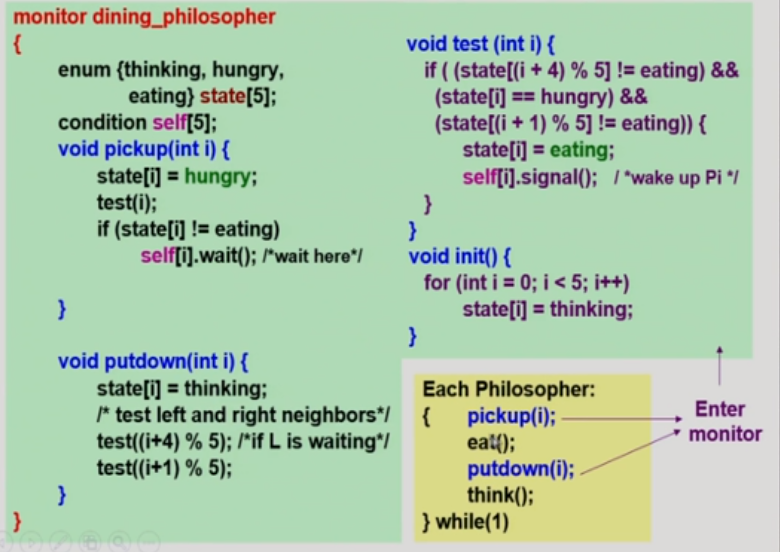 monitor dining_philosopher
{
enum {thinking, hungry,
eating} state[5];
condition self[5];
void pickup(int i) {
state[i] = hungry;
test(i);
if (state[i] != eating)
self[i].wait(); /*wait here*/
}
void putdown(int i) {
state[i] = thinking;
/* test left and right neighbors*/
test((i+4) % 5); /*if L is waiting*/
test((i+1) % 5);
}
}
void test (int i) {
if ( (state[(i + 4) % 5] != eating) &&
(state[i] == hungry) &&
(state[(i + 1) % 5] != eating)) {
state[i] = eating;
self[i].signal(); / *wake up Pi */
}
}
void init() {
for (int i = 0; i < 5; i++)
state[i] = thinking;
}
Each Philosopher:
{ pickup(i);
eat();
putdown(i);
think();
} while(1)
Enter
monitor